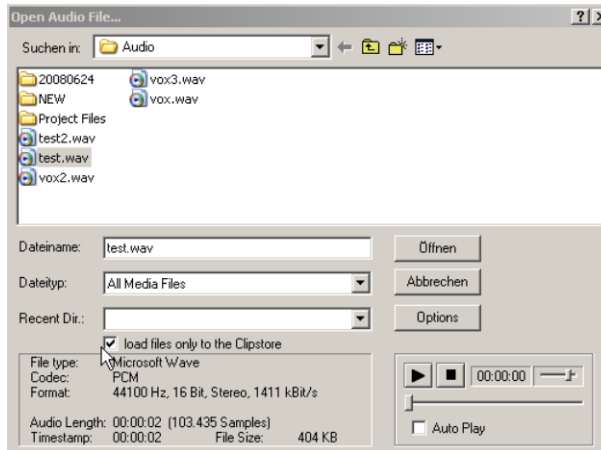 Open Audio File...
Suchen in: Audio
20080624
NEW
Project Files
test2.wav
test.wav
vox2.wav
vox3.wav
vox.wav
Dateiname: test.wav Öffnen
Dateityp: All Media Files Abbrechen
Recent Dir.: Options
load files only to the Clipstore
File type: Microsoft Wave
Codec: PCM
Format: 44100 Hz, 16 Bit, Stereo, 1411 kBit/s
Audio Length: 00:00:02 (103.435 Samples)
Timestamp: 00:00:02 File Size: 404 KB
00:00:00
Auto Play